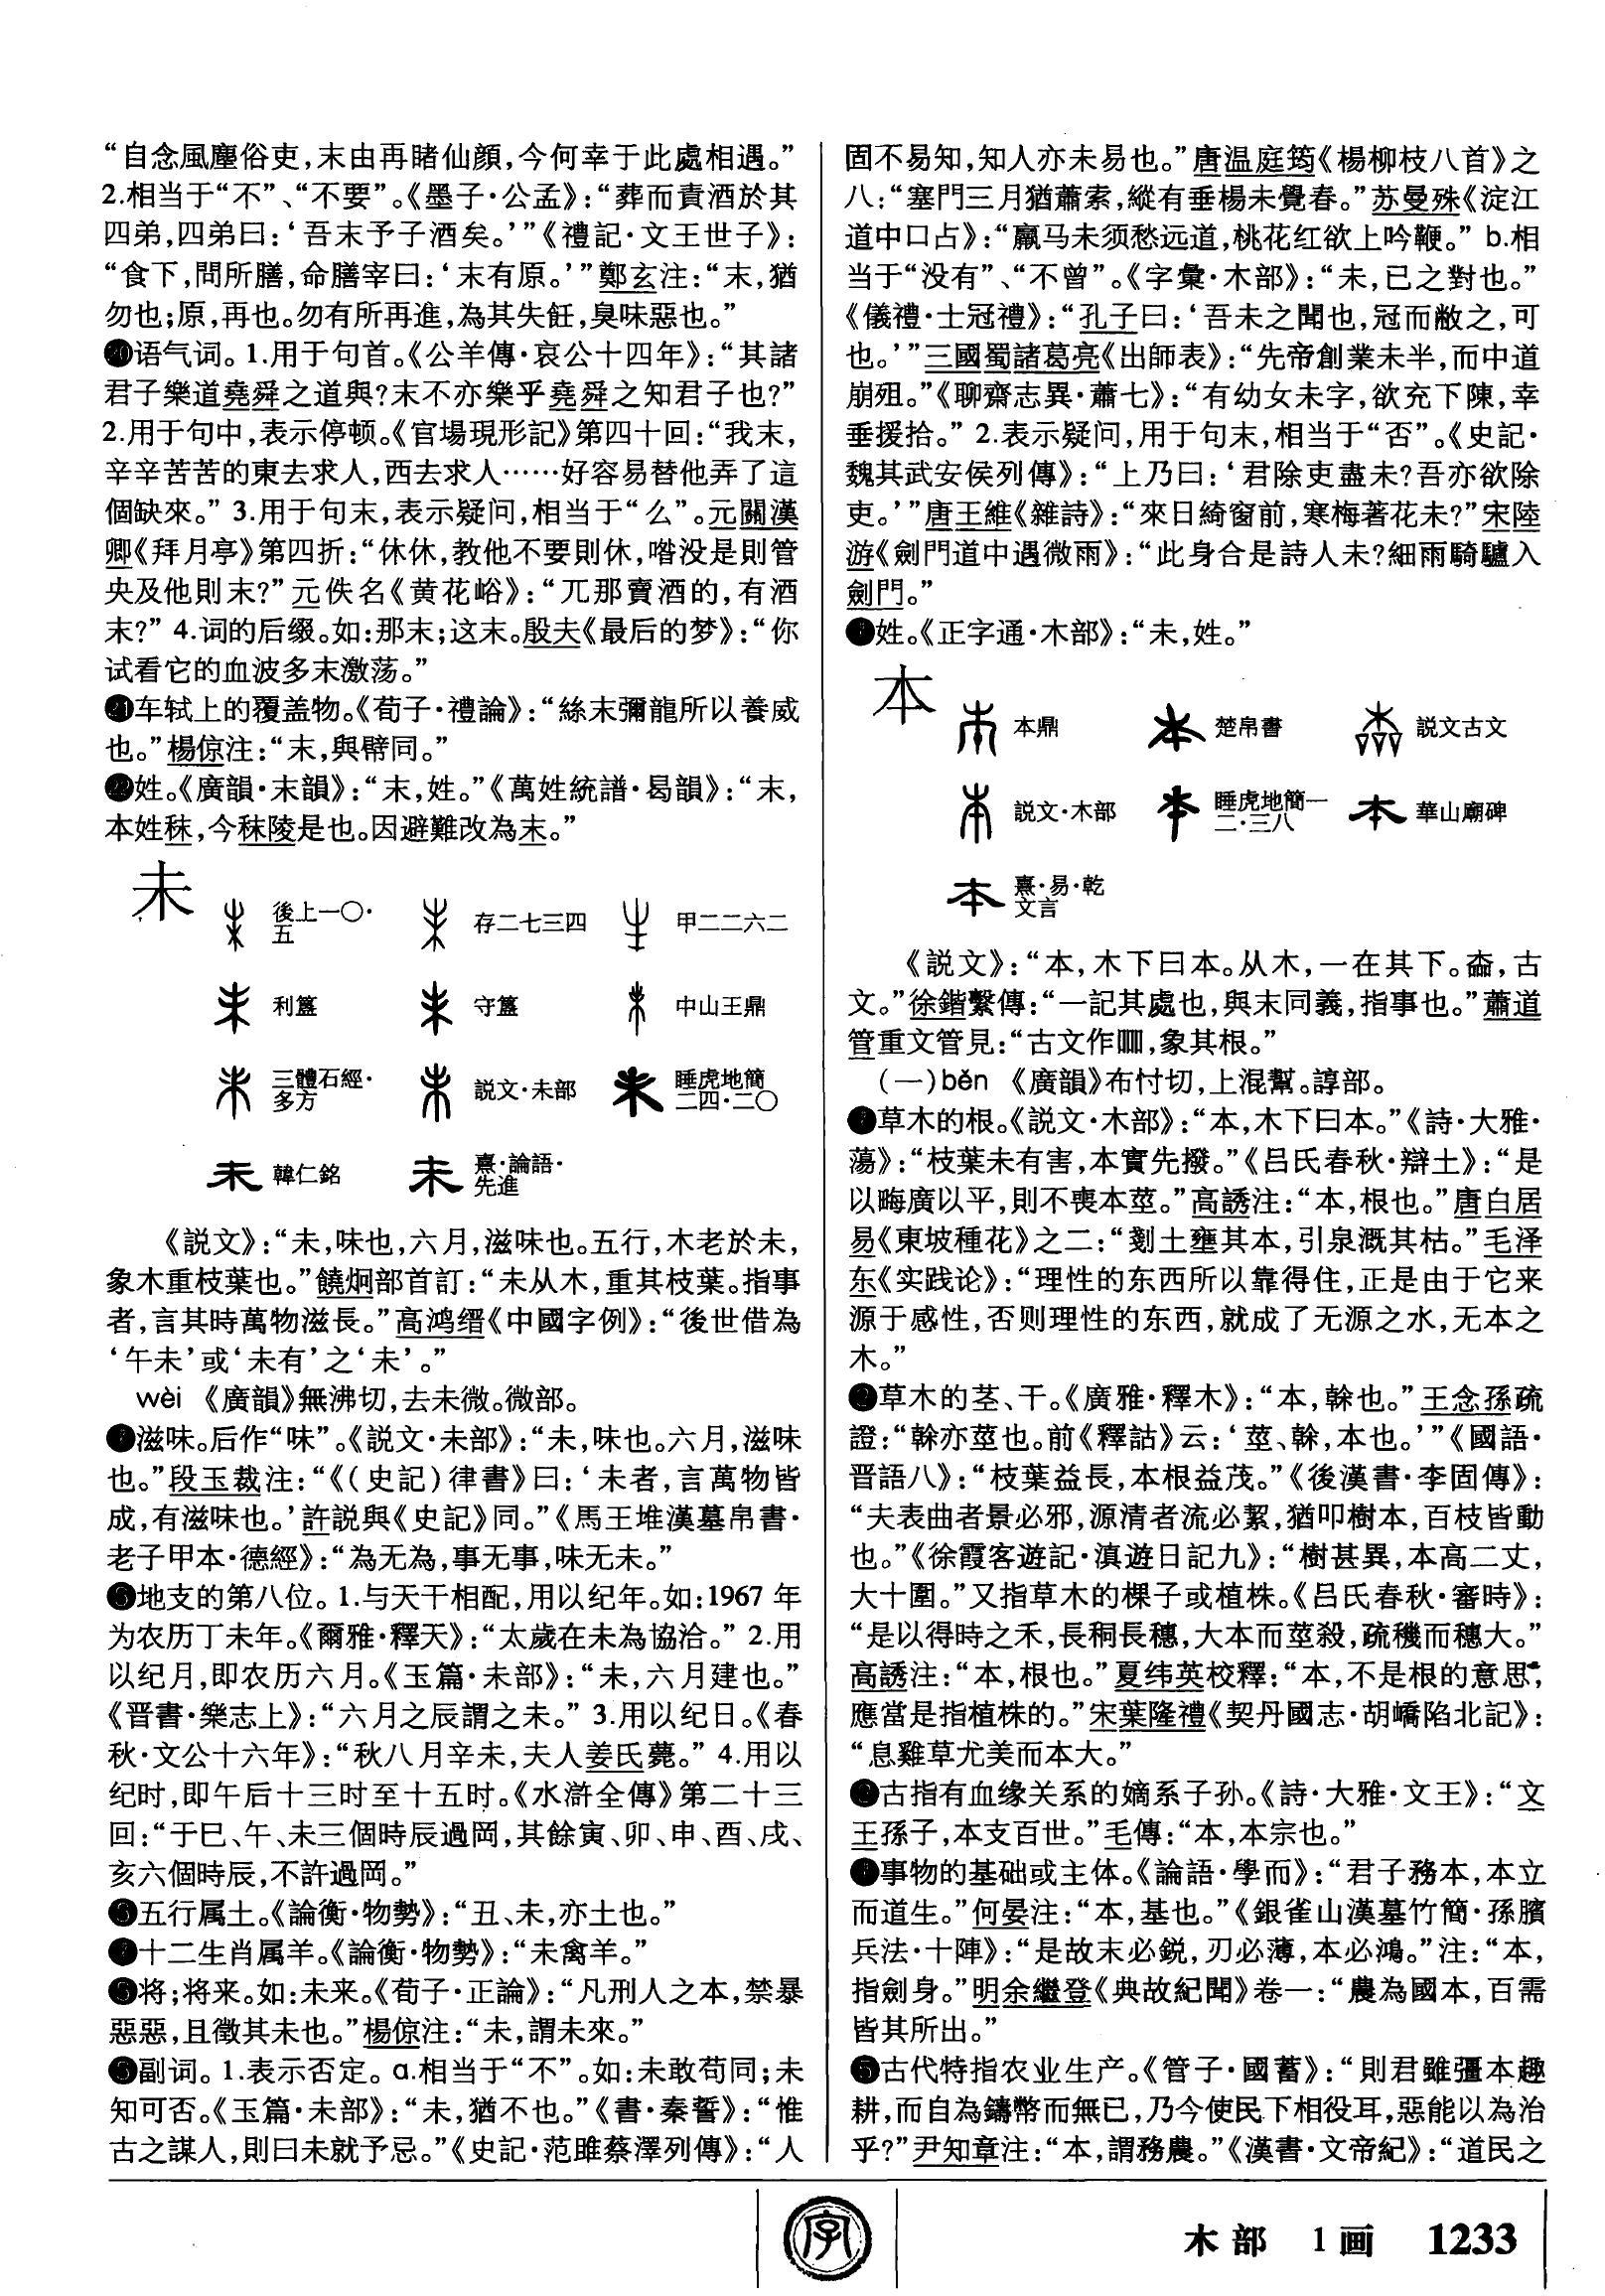 “自念風塵俗吏,末由再睹仙顏,今何幸于此處相遇。”
2.相当于“不”、“不要”。《墨子·公孟》:“葬而責酒於其
四弟,四弟曰:‘吾末予子酒矣。’”《禮記·文王世子》:
“食下,問所膳,命膳宰曰:‘末有原。’”鄭玄注:“末,猶
勿也;原,再也。勿有所再進,為其失飪,臭味惡也。”
⑳语气词。1.用于句首。《公羊傳·哀公十四年》:“其諸
君子樂道堯舜之道與?末不亦樂乎堯舜之知君子也?”
2.用于句中,表示停顿。《官場現形記》第四十回:“我末,
辛辛苦苦的東去求人,西去求人……好容易替他弄了這
個缺來。” 3.用于句末,表示疑问,相当于“么”。元關漢
卿《拜月亭》第四折:“休休,教他不要則休,喒没是則管
央及他則末?”元佚名《黄花峪》:“兀那賣酒的,有酒
末?” 4.词的后缀。如:那末;这末。殷夫《最后的梦》:“你
试看它的血波多末激荡。”
㉑车轼上的覆盖物。《荀子·禮論》:“絲末彌龍所以養威
也。”楊倞注:“末,與幦同。”
㉒姓。《廣韻·末韻》:“末,姓。”《萬姓統譜·曷韻》:“末,
本姓秣,今秣陵是也。因避難改為末。”
未
後上一〇·五 存二七三四 甲二二六二
利簋 守簋 中山王鼎
三體石經·多方 説文·未部 睡虎地簡二四·二〇
韓仁銘 熹·論語·先進
《説文》:“未,味也,六月,滋味也。五行,木老於未,
象木重枝葉也。”饒炯部首訂:“未从木,重其枝葉。指事
者,言其時萬物滋長。”高鸿缙《中國字例》:“後世借為
‘午未’或‘未有’之‘未’。”
wèi 《廣韻》無沸切,去未微。微部。
❶滋味。后作“味”。《説文·未部》:“未,味也。六月,滋味
也。”段玉裁注:“《(史記)律書》曰:‘未者,言萬物皆
成,有滋味也。’許説與《史記》同。”《馬王堆漢墓帛書·
老子甲本·德經》:“為无為,事无事,味无未。”
❷地支的第八位。1.与天干相配,用以纪年。如:1967 年
为农历丁未年。《爾雅·釋天》:“太歲在未為協洽。” 2.用
以纪月,即农历六月。《玉篇·未部》:“未,六月建也。”
《晋書·樂志上》:“六月之辰謂之未。” 3.用以纪日。《春
秋·文公十六年》:“秋八月辛未,夫人姜氏薨。” 4.用以
纪时,即午后十三时至十五时。《水滸全傳》第二十三
回:“于巳、午、未三個時辰過岡,其餘寅、卯、申、酉、戌、
亥六個時辰,不許過岡。”
❸五行属土。《論衡·物勢》:“丑、未,亦土也。”
❹十二生肖属羊。《論衡·物勢》:“未禽羊。”
❺将;将来。如:未来。《荀子·正論》:“凡刑人之本,禁暴
惡惡,且徵其未也。”楊倞注:“未,謂未來。”
❻副词。1.表示否定。a.相当于“不”。如:未敢苟同;未
知可否。《玉篇·未部》:“未,猶不也。”《書·秦誓》:“惟
古之謀人,則曰未就予忌。”《史記·范雎蔡澤列傳》:“人
固不易知,知人亦未易也。”唐温庭筠《楊柳枝八首》之
八:“塞門三月猶蕭索,縱有垂楊未覺春。”苏曼殊《淀江
道中口占》:“羸马未须愁远道,桃花红欲上吟鞭。” b.相
当于“没有”、“不曾”。《字彙·木部》:“未,已之對也。”
《儀禮·士冠禮》:“孔子曰:‘吾未之聞也,冠而敝之,可
也。’”三國蜀諸葛亮《出師表》:“先帝創業未半,而中道
崩殂。”《聊齋志異·蕭七》:“有幼女未字,欲充下陳,幸
垂援拾。” 2.表示疑问,用于句末,相当于“否”。《史記·
魏其武安侯列傳》:“上乃曰:‘君除吏盡未?吾亦欲除
吏。’”唐王維《雜詩》:“來日綺窗前,寒梅著花未?”宋陸
游《劍門道中遇微雨》:“此身合是詩人未?細雨騎驢入
劍門。”
❼姓。《正字通·木部》:“未,姓。”
本
本鼎 楚帛書 説文古文
説文·木部 睡虎地簡一二·三八 華山廟碑
熹·易·乾文言
《説文》:“本,木下曰本。从木,一在其下。𣎵,古
文。”徐鍇繫傳:“一記其處也,與末同義,指事也。”蕭道
管重文管見:“古文作,象其根。”
(一)běn 《廣韻》布忖切,上混幫。諄部。
❶草木的根。《説文·木部》:“本,木下曰本。”《詩·大雅·
蕩》:“枝葉未有害,本實先撥。”《吕氏春秋·辯土》:“是
以晦廣以平,則不喪本莖。”高誘注:“本,根也。”唐白居
易《東坡種花》之二:“剗土壅其本,引泉溉其枯。”毛泽
东《实践论》:“理性的东西所以靠得住,正是由于它来
源于感性,否则理性的东西,就成了无源之水,无本之
木。”
❷草木的茎、干。《廣雅·釋木》:“本,榦也。”王念孫疏
證:“榦亦莖也。前《釋詁》云:‘莖、榦,本也。’”《國語·
晋語八》:“枝葉益長,本根益茂。”《後漢書·李固傳》:
“夫表曲者景必邪,源清者流必絜,猶叩樹本,百枝皆動
也。”《徐霞客遊記·滇遊日記九》:“樹甚異,本高二丈,
大十圍。”又指草木的棵子或植株。《吕氏春秋·審時》:
“是以得時之禾,長秱長穗,大本而莖殺,疏穖而穗大。”
高誘注:“本,根也。”夏纬英校釋:“本,不是根的意思,
應當是指植株的。”宋葉隆禮《契丹國志·胡嶠陷北記》:
“息雞草尤美而本大。”
❸古指有血缘关系的嫡系子孙。《詩·大雅·文王》:“文
王孫子,本支百世。”毛傳:“本,本宗也。”
❹事物的基础或主体。《論語·學而》:“君子務本,本立
而道生。”何晏注:“本,基也。”《銀雀山漢墓竹簡·孫臏
兵法·十陣》:“是故末必鋭,刃必薄,本必鴻。”注:“本,
指劍身。”明余繼登《典故紀聞》卷一:“農為國本,百需
皆其所出。”
❺古代特指农业生产。《管子·國蓄》:“則君雖彊本趣
耕,而自為鑄幣而無已,乃今使民下相役耳,惡能以為治
乎?”尹知章注:“本,謂務農。”《漢書·文帝紀》:“道民之
字
木部 1画 1233